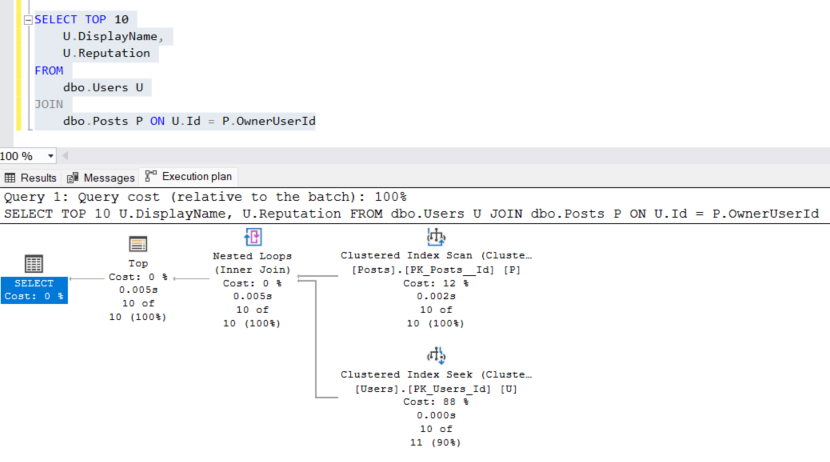 SELECT TOP 10
U.DisplayName,
U.Reputation
FROM
dbo.Users U
JOIN
dbo.Posts P ON U.Id = P.OwnerUserId
100 %
Results Messages Execution plan
Query 1: Query cost (relative to the batch): 100%
SELECT TOP 10 U.DisplayName, U.Reputation FROM dbo.Users U JOIN dbo.Posts P ON U.Id = P.OwnerUserId
SELECT
Cost: 0 %
Top
Cost: 0 %
0.005s
10 of
10 (100%)
Nested Loops
(Inner Join)
Cost: 0 %
0.005s
10 of
10 (100%)
Clustered Index Scan (Cluste…
[Posts].[PK_Posts__Id] [P]
Cost: 12 %
0.002s
10 of
10 (100%)
Clustered Index Seek (Cluste…
[Users].[PK_Users_Id] [U]
Cost: 88 %
0.000s
10 of
11 (90%)